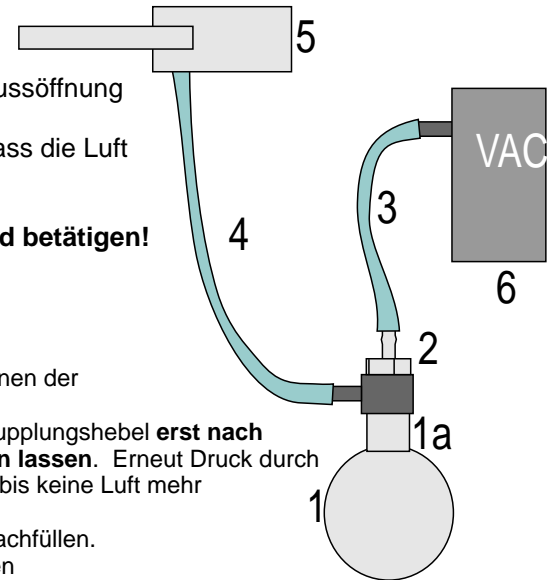 5
ussöffnung
ass die Luft
VAC
3
d betätigen!
4
6
2
nen der
upplungshebel erst nach
1a
n lassen. Erneut Druck durch
bis keine Luft mehr
1
achfüllen.
en